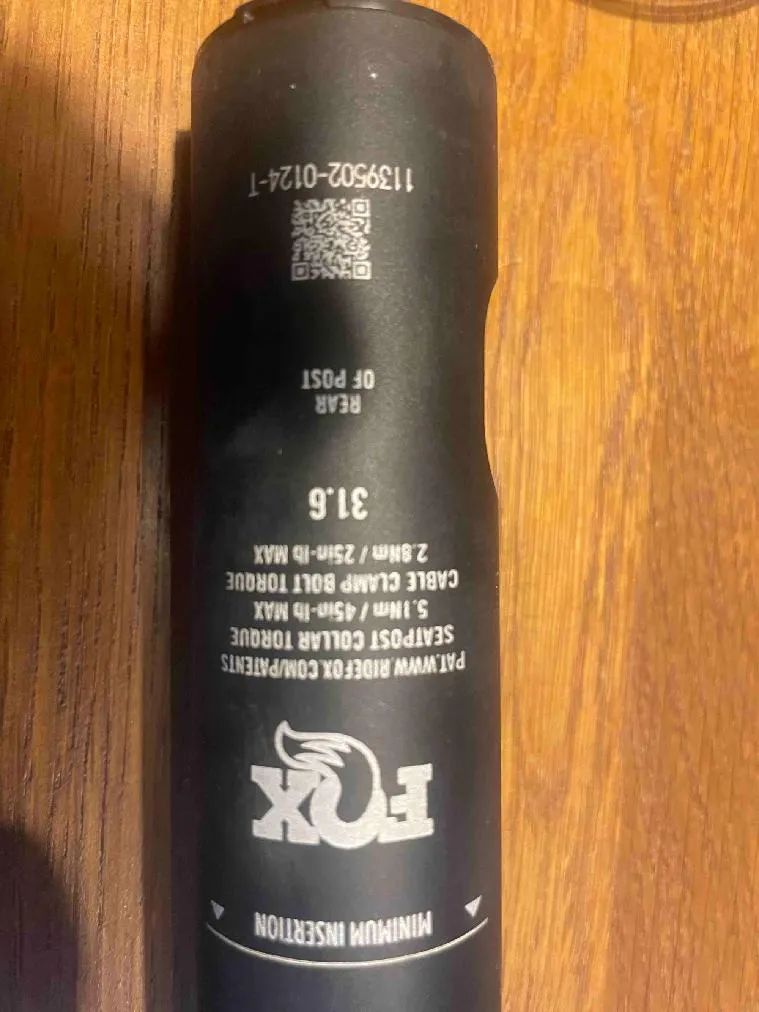 MINIMUM INSERTION
FOX
PAT.WWW.RIDEFOX.COM/PATENTS
SEATPOST COLLAR TORQUE
5.1Nm / 45in-lb MAX
CABLE CLAMP BOLT TORQUE
2.8Nm / 25in-lb MAX
31.6
REAR
OF POST
1139502-0124-T